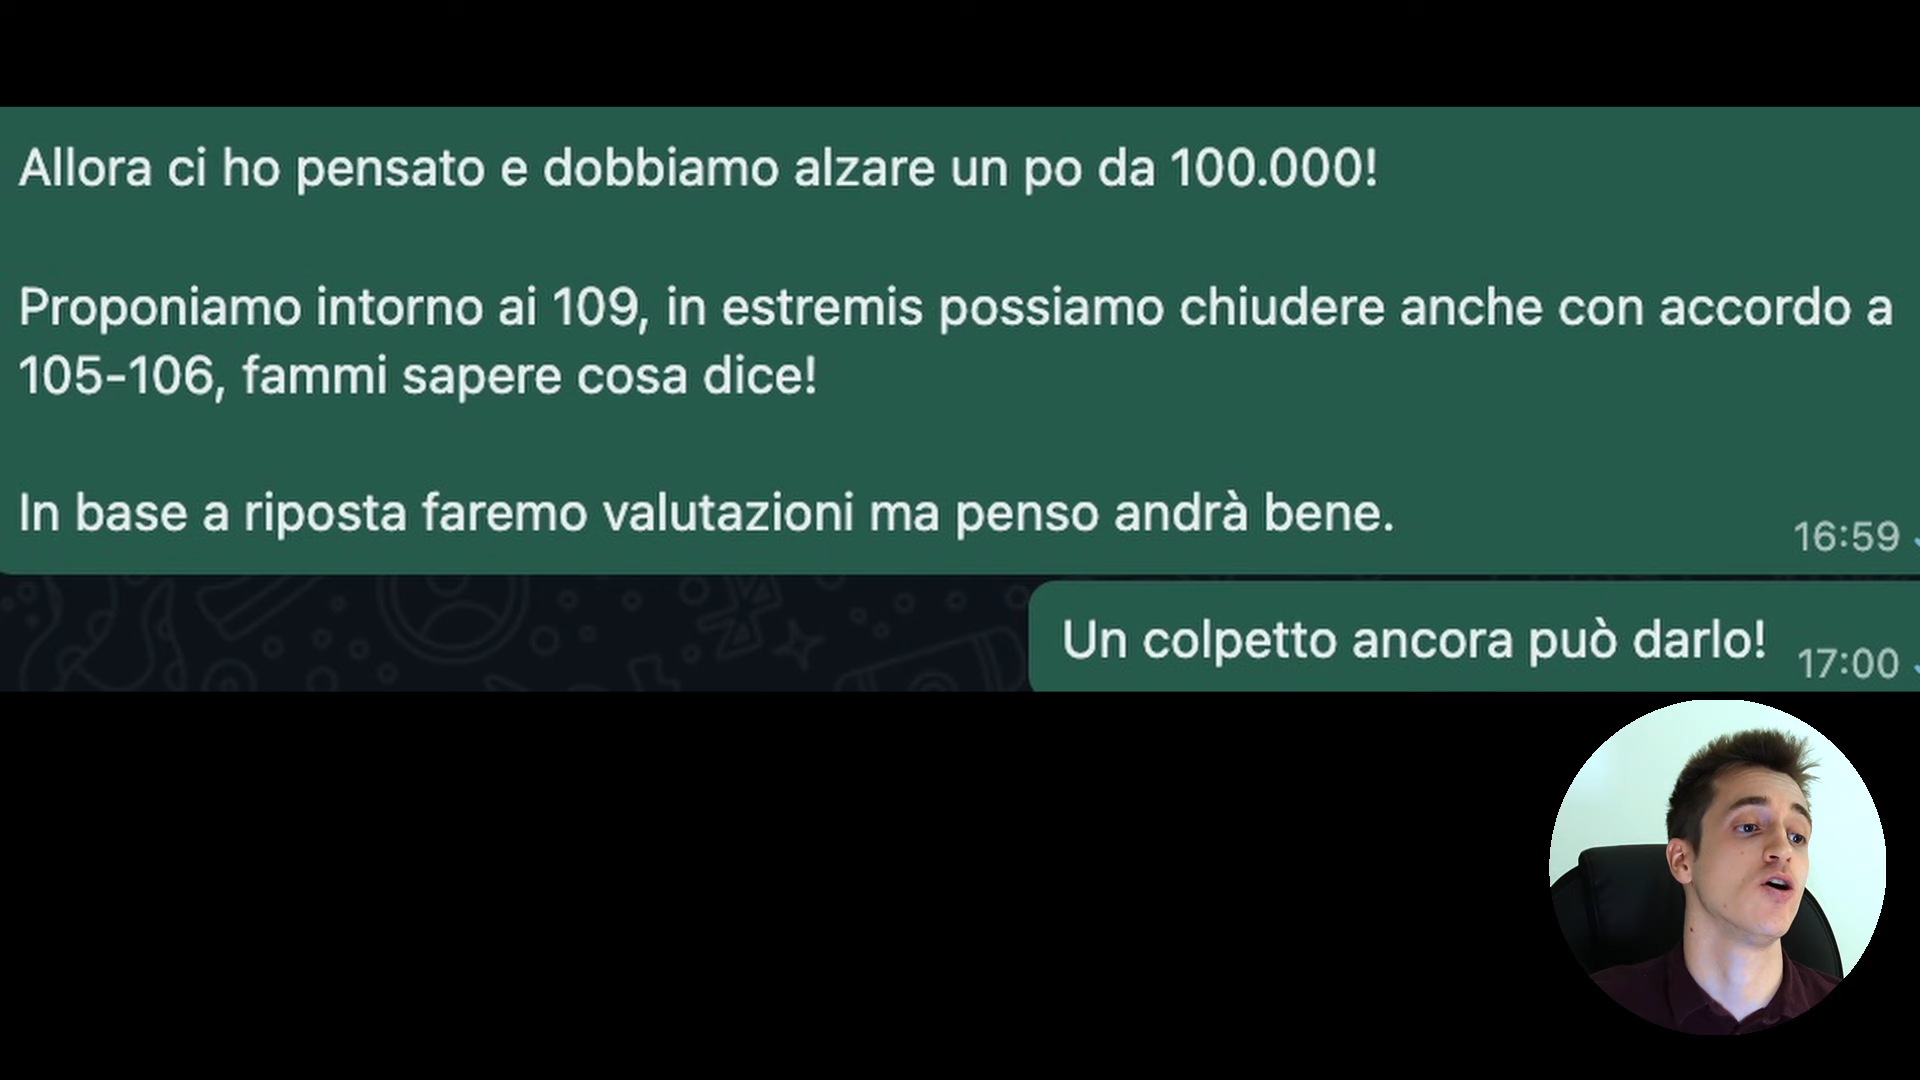 Allora ci ho pensato e dobbiamo alzare un po da 100.000!
Proponiamo intorno ai 109, in estremis possiamo chiudere anche con accordo a
105-106, fammi sapere cosa dice!
In base a riposta faremo valutazioni ma penso andrà bene.
16:59
Un colpetto ancora può darlo!
17:00